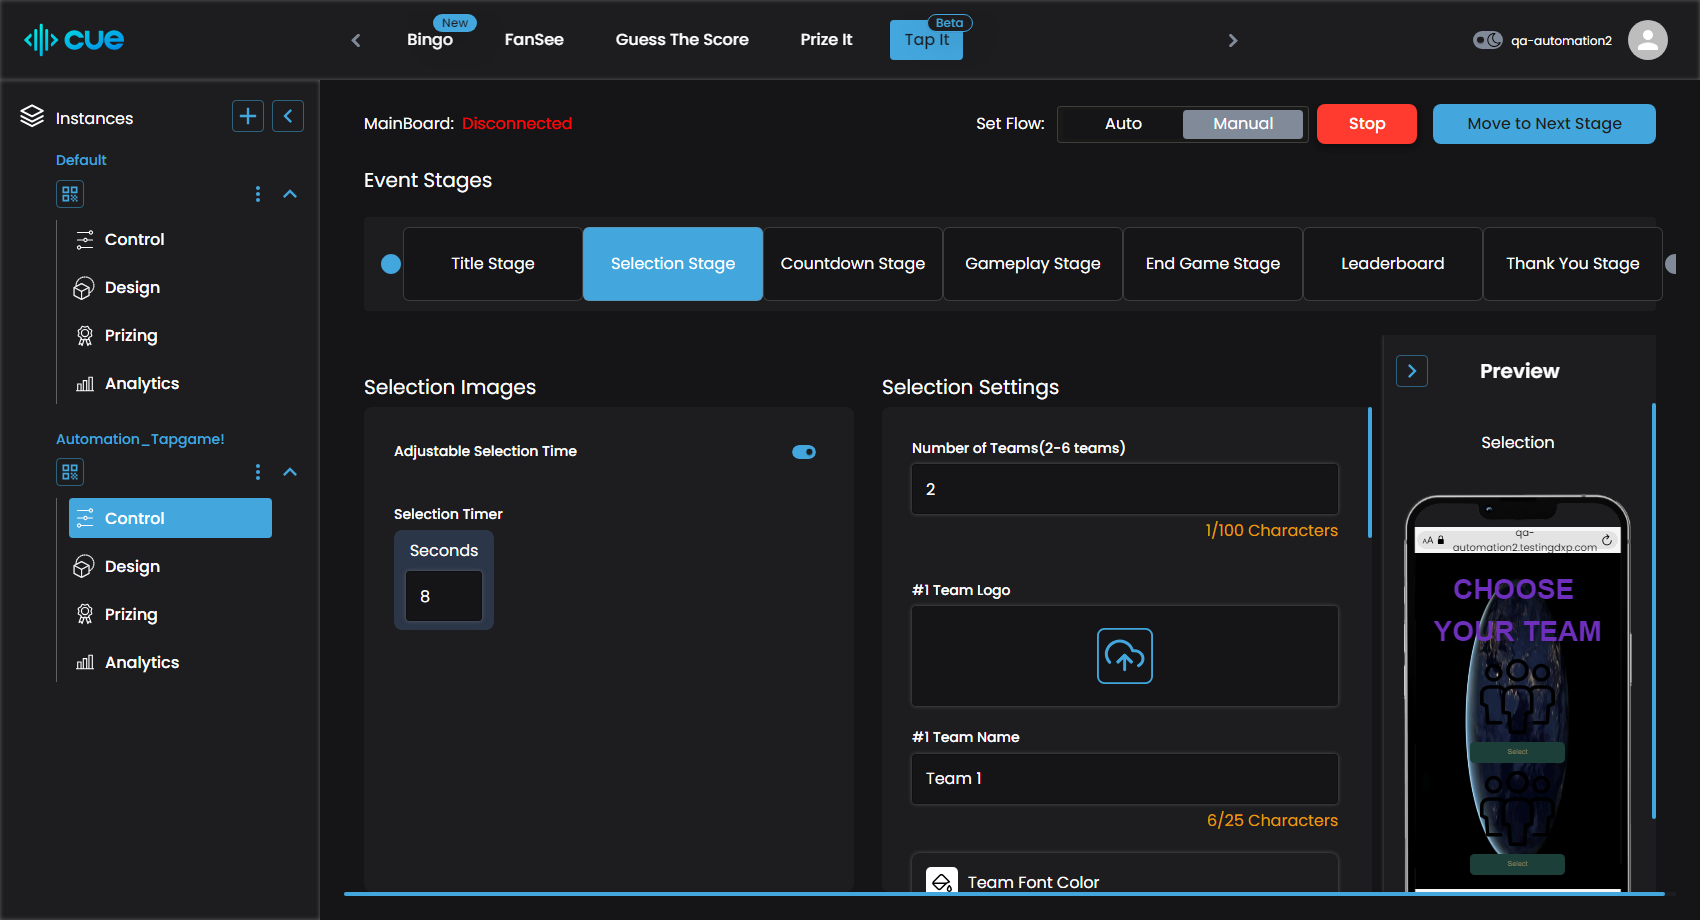 cue
New
Bingo
FanSee
Guess The Score
Prize It
Beta
Tap It
qa-automation2
Instances
Default
Control
Design
Prizing
Analytics
Automation_Tapgame!
Control
Design
Prizing
Analytics
MainBoard: Disconnected
Set Flow:
Auto
Manual
Stop
Move to Next Stage
Event Stages
Title Stage
Selection Stage
Countdown Stage
Gameplay Stage
End Game Stage
Leaderboard
Thank You Stage
Selection Images
Adjustable Selection Time
Selection Timer
Seconds
8
Selection Settings
Number of Teams(2-6 teams)
2
1/100 Characters
#1 Team Logo
#1 Team Name
Team 1
6/25 Characters
Team Font Color
Preview
Selection
AA
qa-
automation2.testingdxp.com
CHOOSE
YOUR TEAM
Select
Select